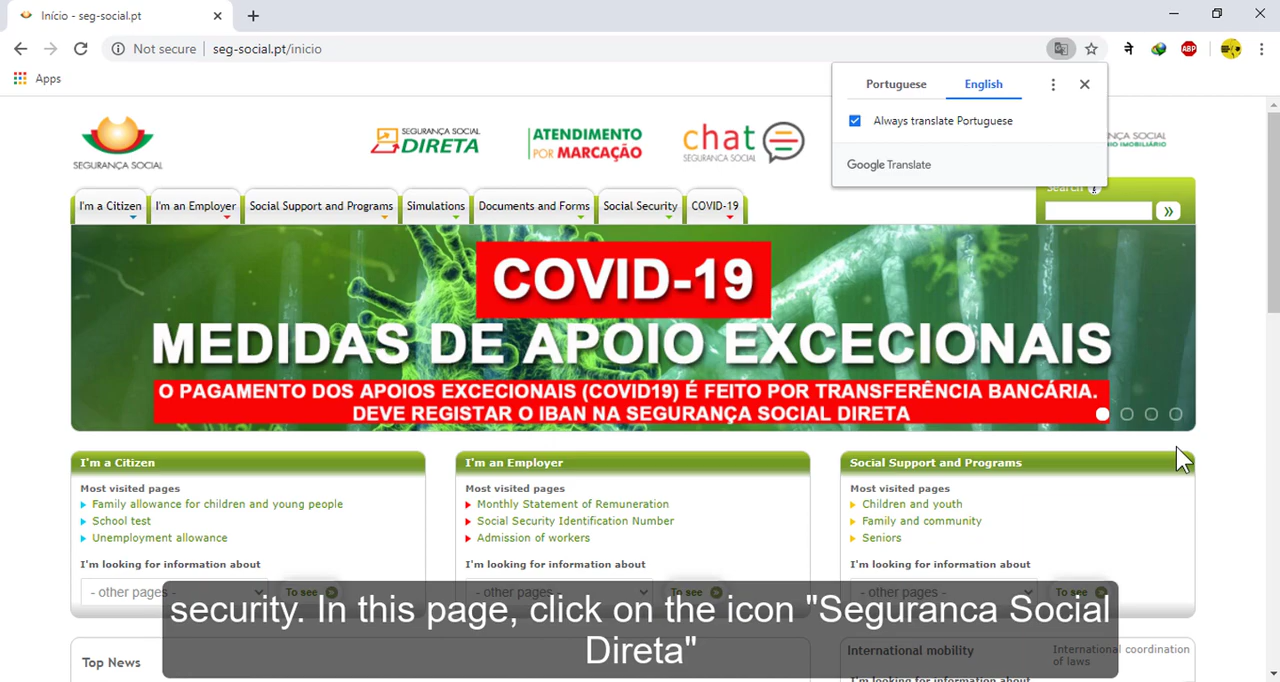 Início - seg-social.pt
Not secure
seg-social.pt/inicio
ABP
Apps
Portuguese
English
Always translate Portuguese
Google Translate
SEGURANÇA SOCIAL
SEGURANÇA SOCIAL
DIRETA
ATENDIMENTO
POR MARCAÇÃO
chat
SEGURANÇA SOCIAL
NÇA SOCIAL
IO IMOBILIÁRIO
I'm a Citizen
I'm an Employer
Social Support and Programs
Simulations
Documents and Forms
Social Security
COVID-19
Search
COVID-19
MEDIDAS DE APOIO EXCECIONAIS
O PAGAMENTO DOS APOIOS EXCECIONAIS (COVID19) É FEITO POR TRANSFERÊNCIA BANCÁRIA.
DEVE REGISTAR O IBAN NA SEGURANÇA SOCIAL DIRETA
I'm a Citizen
Most visited pages
Family allowance for children and young people
School test
Unemployment allowance
I'm looking for information about
- other pages -
To see
I'm an Employer
Most visited pages
Monthly Statement of Remuneration
Social Security Identification Number
Admission of workers
I'm looking for information about
- other pages -
To see
Social Support and Programs
Most visited pages
Children and youth
Family and community
Seniors
I'm looking for information about
- other pages -
To see
security. In this page, click on the icon "Seguranca Social
Direta"
Top News
International mobility
International coordination
of laws
I'm looking for information about